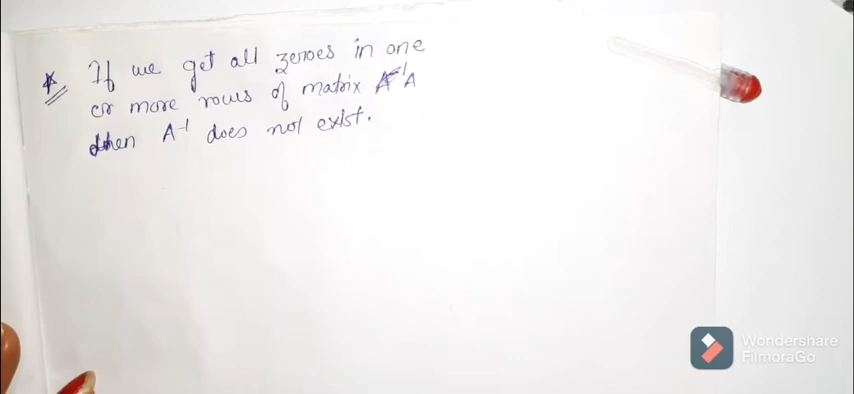 * If we get all zeroes in one
or more rows of matrix A
then A⁻¹ does not exist.
Wondershare
FilmoraGo